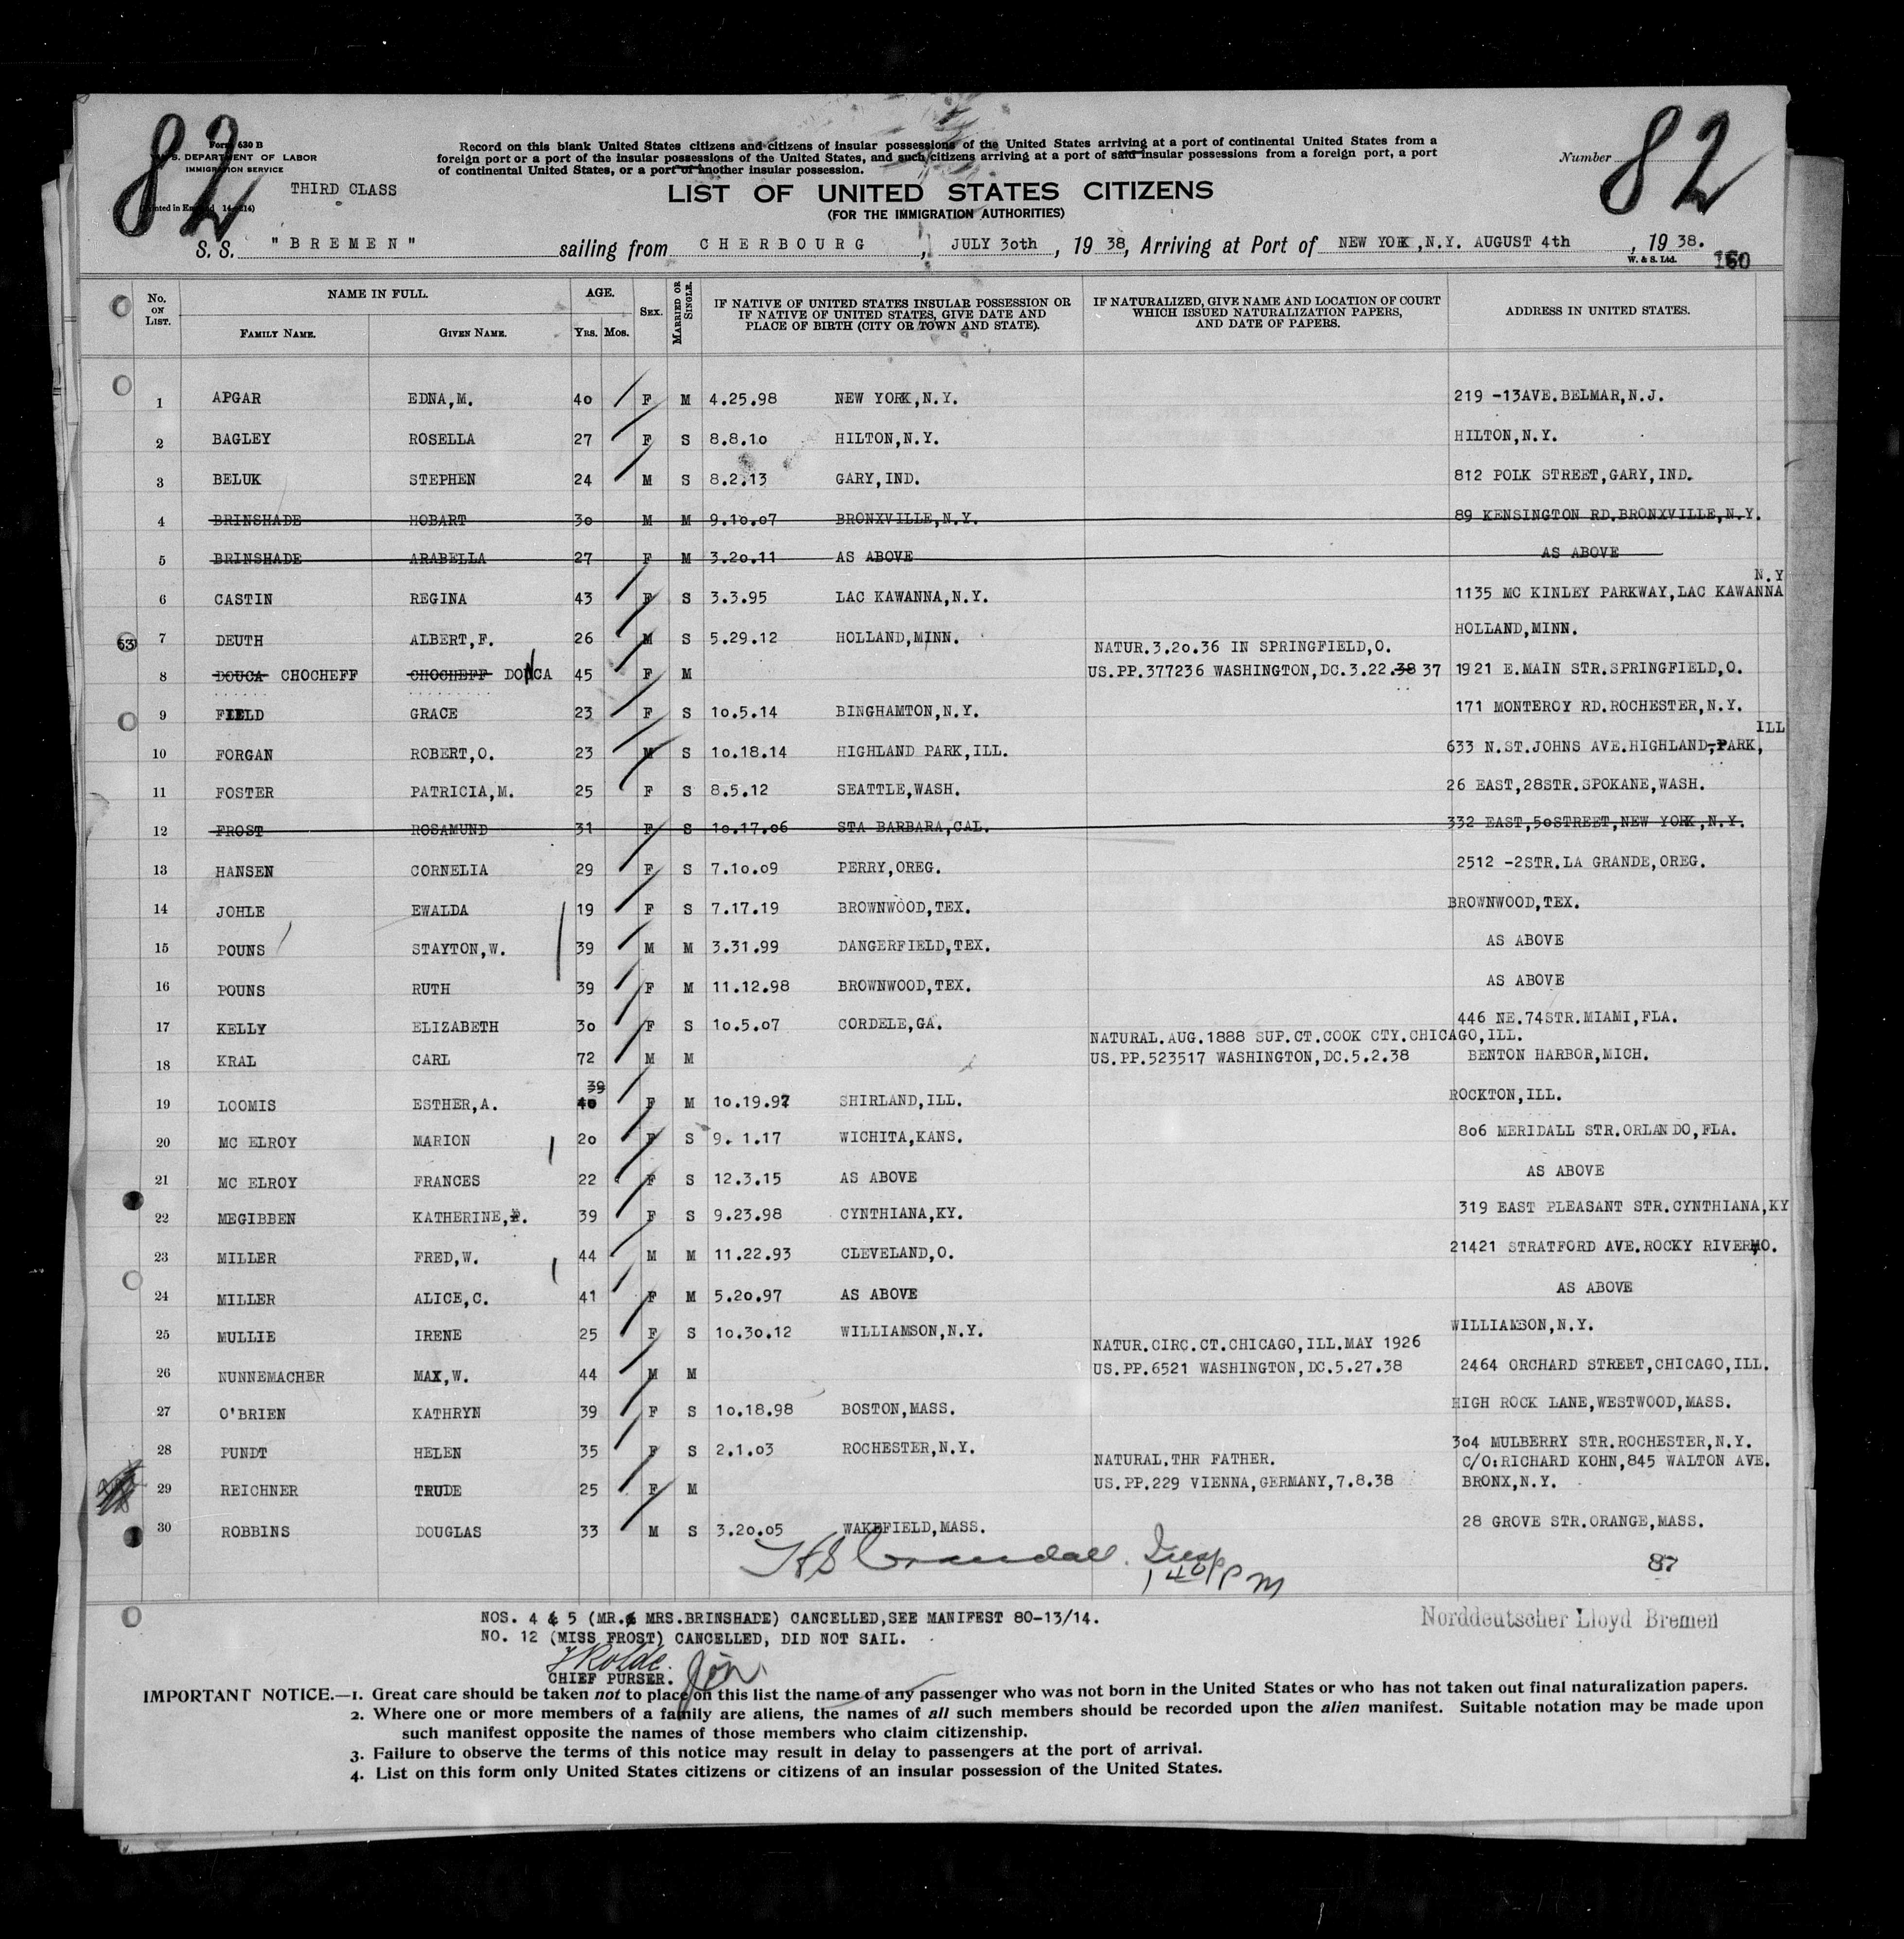 82
82
Form 630 B
U. S. DEPARTMENT OF LABOR
IMMIGRATION SERVICE
THIRD CLASS
Record on this blank United States citizens and citizens of insular possessions of the United States arriving at a port of continental United States from a
foreign port or a port of the insular possessions of the United States, and such citizens arriving at a port of said insular possessions from a foreign port, a port
of continental United States, or a port of another insular possession.
Number
LIST OF UNITED STATES CITIZENS
(FOR THE IMMIGRATION AUTHORITIES)
S. S. "BREMEN" sailing from CHERBOURG, JULY 30th, 19 38, Arriving at Port of NEW YORK, N.Y. AUGUST 4th, 19 38.
W. & S. Ltd. 160
No. ON LIST. NAME IN FULL. AGE. SEX. MARRIED OR SINGLE. IF NATIVE OF UNITED STATES INSULAR POSSESSION OR IF NATIVE OF UNITED STATES, GIVE DATE AND PLACE OF BIRTH (CITY OR TOWN AND STATE). IF NATURALIZED, GIVE NAME AND LOCATION OF COURT WHICH ISSUED NATURALIZATION PAPERS, AND DATE OF PAPERS. ADDRESS IN UNITED STATES.
FAMILY NAME. GIVEN NAME. YRS. MOS.
1 APGAR EDNA,M. 40 F M 4.25.98 NEW YORK,N.Y. 219 -13AVE.BELMAR,N.J.
2 BAGLEY ROSELLA 27 F S 8.8.10 HILTON,N.Y. HILTON,N.Y.
3 BELUK STEPHEN 24 M S 8.2.13 GARY,IND. 812 POLK STREET,GARY,IND.
4 BRINSHADE HOBART 30 M M 9.10.07 BRONXVILLE,N.Y. 89 KENSINGTON RD.BRONXVILLE,N.Y.
5 BRINSHADE ARABELLA 27 F M 3.20.11 AS ABOVE AS ABOVE
N.Y
6 CASTIN REGINA 43 F S 3.3.95 LAC KAWANNA,N.Y. 1135 MC KINLEY PARKWAY,LAC KAWANNA
53 7 DEUTH ALBERT,F. 26 M S 5.29.12 HOLLAND,MINN. HOLLAND,MINN.
NATUR.3.20.36 IN SPRINGFIELD,O.
8 DOUCA CHOCHEFF CHOCHEFF DONCA 45 F M US.PP.377236 WASHINGTON,DC.3.22.38 37 1921 E.MAIN STR.SPRINGFIELD,O.
9 FIELD GRACE 23 F S 10.5.14 BINGHAMTON,N.Y. 171 MONTEROY RD.ROCHESTER,N.Y.
ILL
10 FORGAN ROBERT,O. 23 M S 10.18.14 HIGHLAND PARK,ILL. 633 N.ST.JOHNS AVE.HIGHLAND PARK,
11 FOSTER PATRICIA,M. 25 F S 8.5.12 SEATTLE,WASH. 26 EAST,28STR.SPOKANE,WASH.
12 FROST ROSAMUND 31 F S 10.17.06 STA BARBARA,CAL. 332 EAST,50STREET,NEW YORK,N.Y.
13 HANSEN CORNELIA 29 F S 7.10.09 PERRY,OREG. 2512 -2STR.LA GRANDE,OREG.
14 JOHLE EWALDA 19 F S 7.17.19 BROWNWOOD,TEX. BROWNWOOD,TEX.
15 POUNS STAYTON,W. 39 M M 3.31.99 DANGERFIELD,TEX. AS ABOVE
16 POUNS RUTH 39 F M 11.12.98 BROWNWOOD,TEX. AS ABOVE
17 KELLY ELIZABETH 30 F S 10.5.07 CORDELE,GA. 446 NE.74STR.MIAMI,FLA.
NATURAL.AUG.1888 SUP.CT.COOK CTY.CHICAGO,ILL.
18 KRAL CARL 72 M M US.PP.523517 WASHINGTON,DC.5.2.38 BENTON HARBOR,MICH.
39
19 LOOMIS ESTHER,A. 40 F M 10.19.97 SHIRLAND,ILL. ROCKTON,ILL.
20 MC ELROY MARION 20 F S 9. 1.17 WICHITA,KANS. 806 MERIDALL STR.ORLANDO,FLA.
21 MC ELROY FRANCES 22 F S 12.3.15 AS ABOVE AS ABOVE
22 MEGIBBEN KATHERINE, 39 F S 9.23.98 CYNTHIANA,KY. 319 EAST PLEASANT STR.CYNTHIANA,KY
23 MILLER FRED,W. 44 M M 11.22.93 CLEVELAND,O. 21421 STRATFORD AVE.ROCKY RIVER,O.
24 MILLER ALICE,C. 41 F M 5.20.97 AS ABOVE AS ABOVE
25 MULLIE IRENE 25 F S 10.30.12 WILLIAMSON,N.Y. WILLIAMSON,N.Y.
NATUR.CIRC.CT.CHICAGO,ILL.MAY 1926
26 NUNNEMACHER MAX,W. 44 M M US.PP.6521 WASHINGTON,DC.5.27.38 2464 ORCHARD STREET,CHICAGO,ILL.
27 O'BRIEN KATHRYN 39 F S 10.18.98 BOSTON,MASS. HIGH ROCK LANE,WESTWOOD,MASS.
28 PUNDT HELEN 35 F S 2.1.03 ROCHESTER,N.Y. 304 MULBERRY STR.ROCHESTER,N.Y.
NATURAL.THR FATHER. C/O:RICHARD KOHN,845 WALTON AVE.
29 REICHNER TRUDE 25 F M US.PP.229 VIENNA,GERMANY,7.8.38 BRONX,N.Y.
30 ROBBINS DOUGLAS 33 M S 3.20.05 WAKEFIELD,MASS. 28 GROVE STR.ORANGE,MASS.
HS Crandall. Insp
1 40 PM
87
NOS. 4 & 5 (MR.& MRS.BRINSHADE) CANCELLED,SEE MANIFEST 80-13/14.
NO. 12 (MISS FROST) CANCELLED, DID NOT SAIL.
Norddeutscher Lloyd Bremen
CHIEF PURSER.
IMPORTANT NOTICE.—1. Great care should be taken not to place on this list the name of any passenger who was not born in the United States or who has not taken out final naturalization papers.
2. Where one or more members of a family are aliens, the names of all such members should be recorded upon the alien manifest. Suitable notation may be made upon
such manifest opposite the names of those members who claim citizenship.
3. Failure to observe the terms of this notice may result in delay to passengers at the port of arrival.
4. List on this form only United States citizens or citizens of an insular possession of the United States.